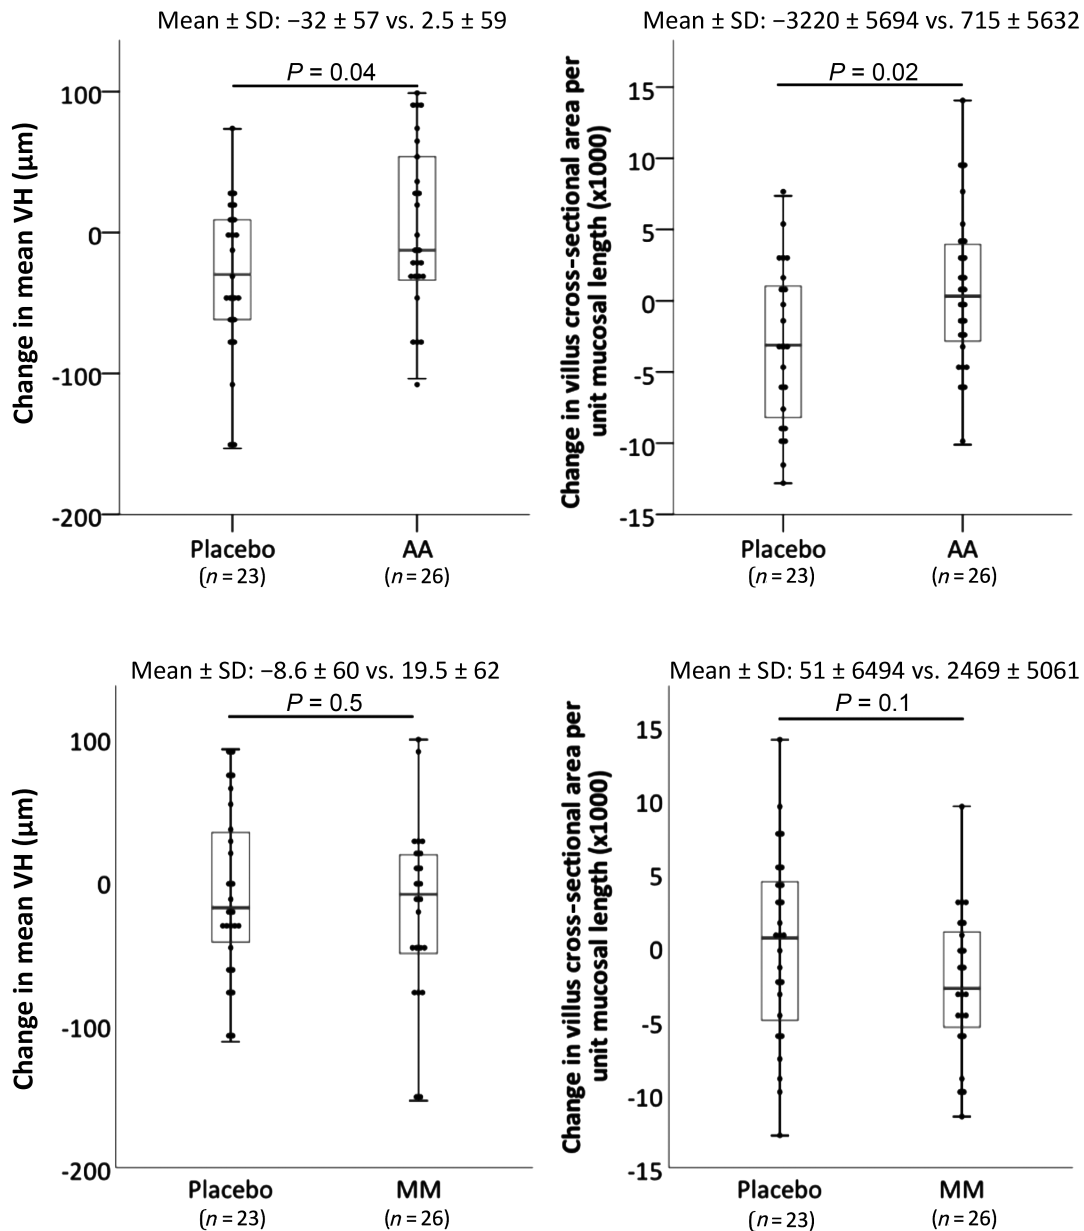 Mean ± SD: −32 ± 57 vs. 2.5 ± 59
P = 0.04
Change in mean VH (μm)
100
0
-100
-200
Placebo
(n = 23)
AA
(n = 26)
Mean ± SD: −3220 ± 5694 vs. 715 ± 5632
P = 0.02
Change in villus cross-sectional area per
unit mucosal length (x1000)
15
10
5
0
-5
-10
-15
Placebo
(n = 23)
AA
(n = 26)
Mean ± SD: −8.6 ± 60 vs. 19.5 ± 62
P = 0.5
Change in mean VH (μm)
100
0
-100
-200
Placebo
(n = 23)
MM
(n = 26)
Mean ± SD: 51 ± 6494 vs. 2469 ± 5061
P = 0.1
Change in villus cross-sectional area per
unit mucosal length (x1000)
15
10
5
0
-5
-10
-15
Placebo
(n = 23)
MM
(n = 26)